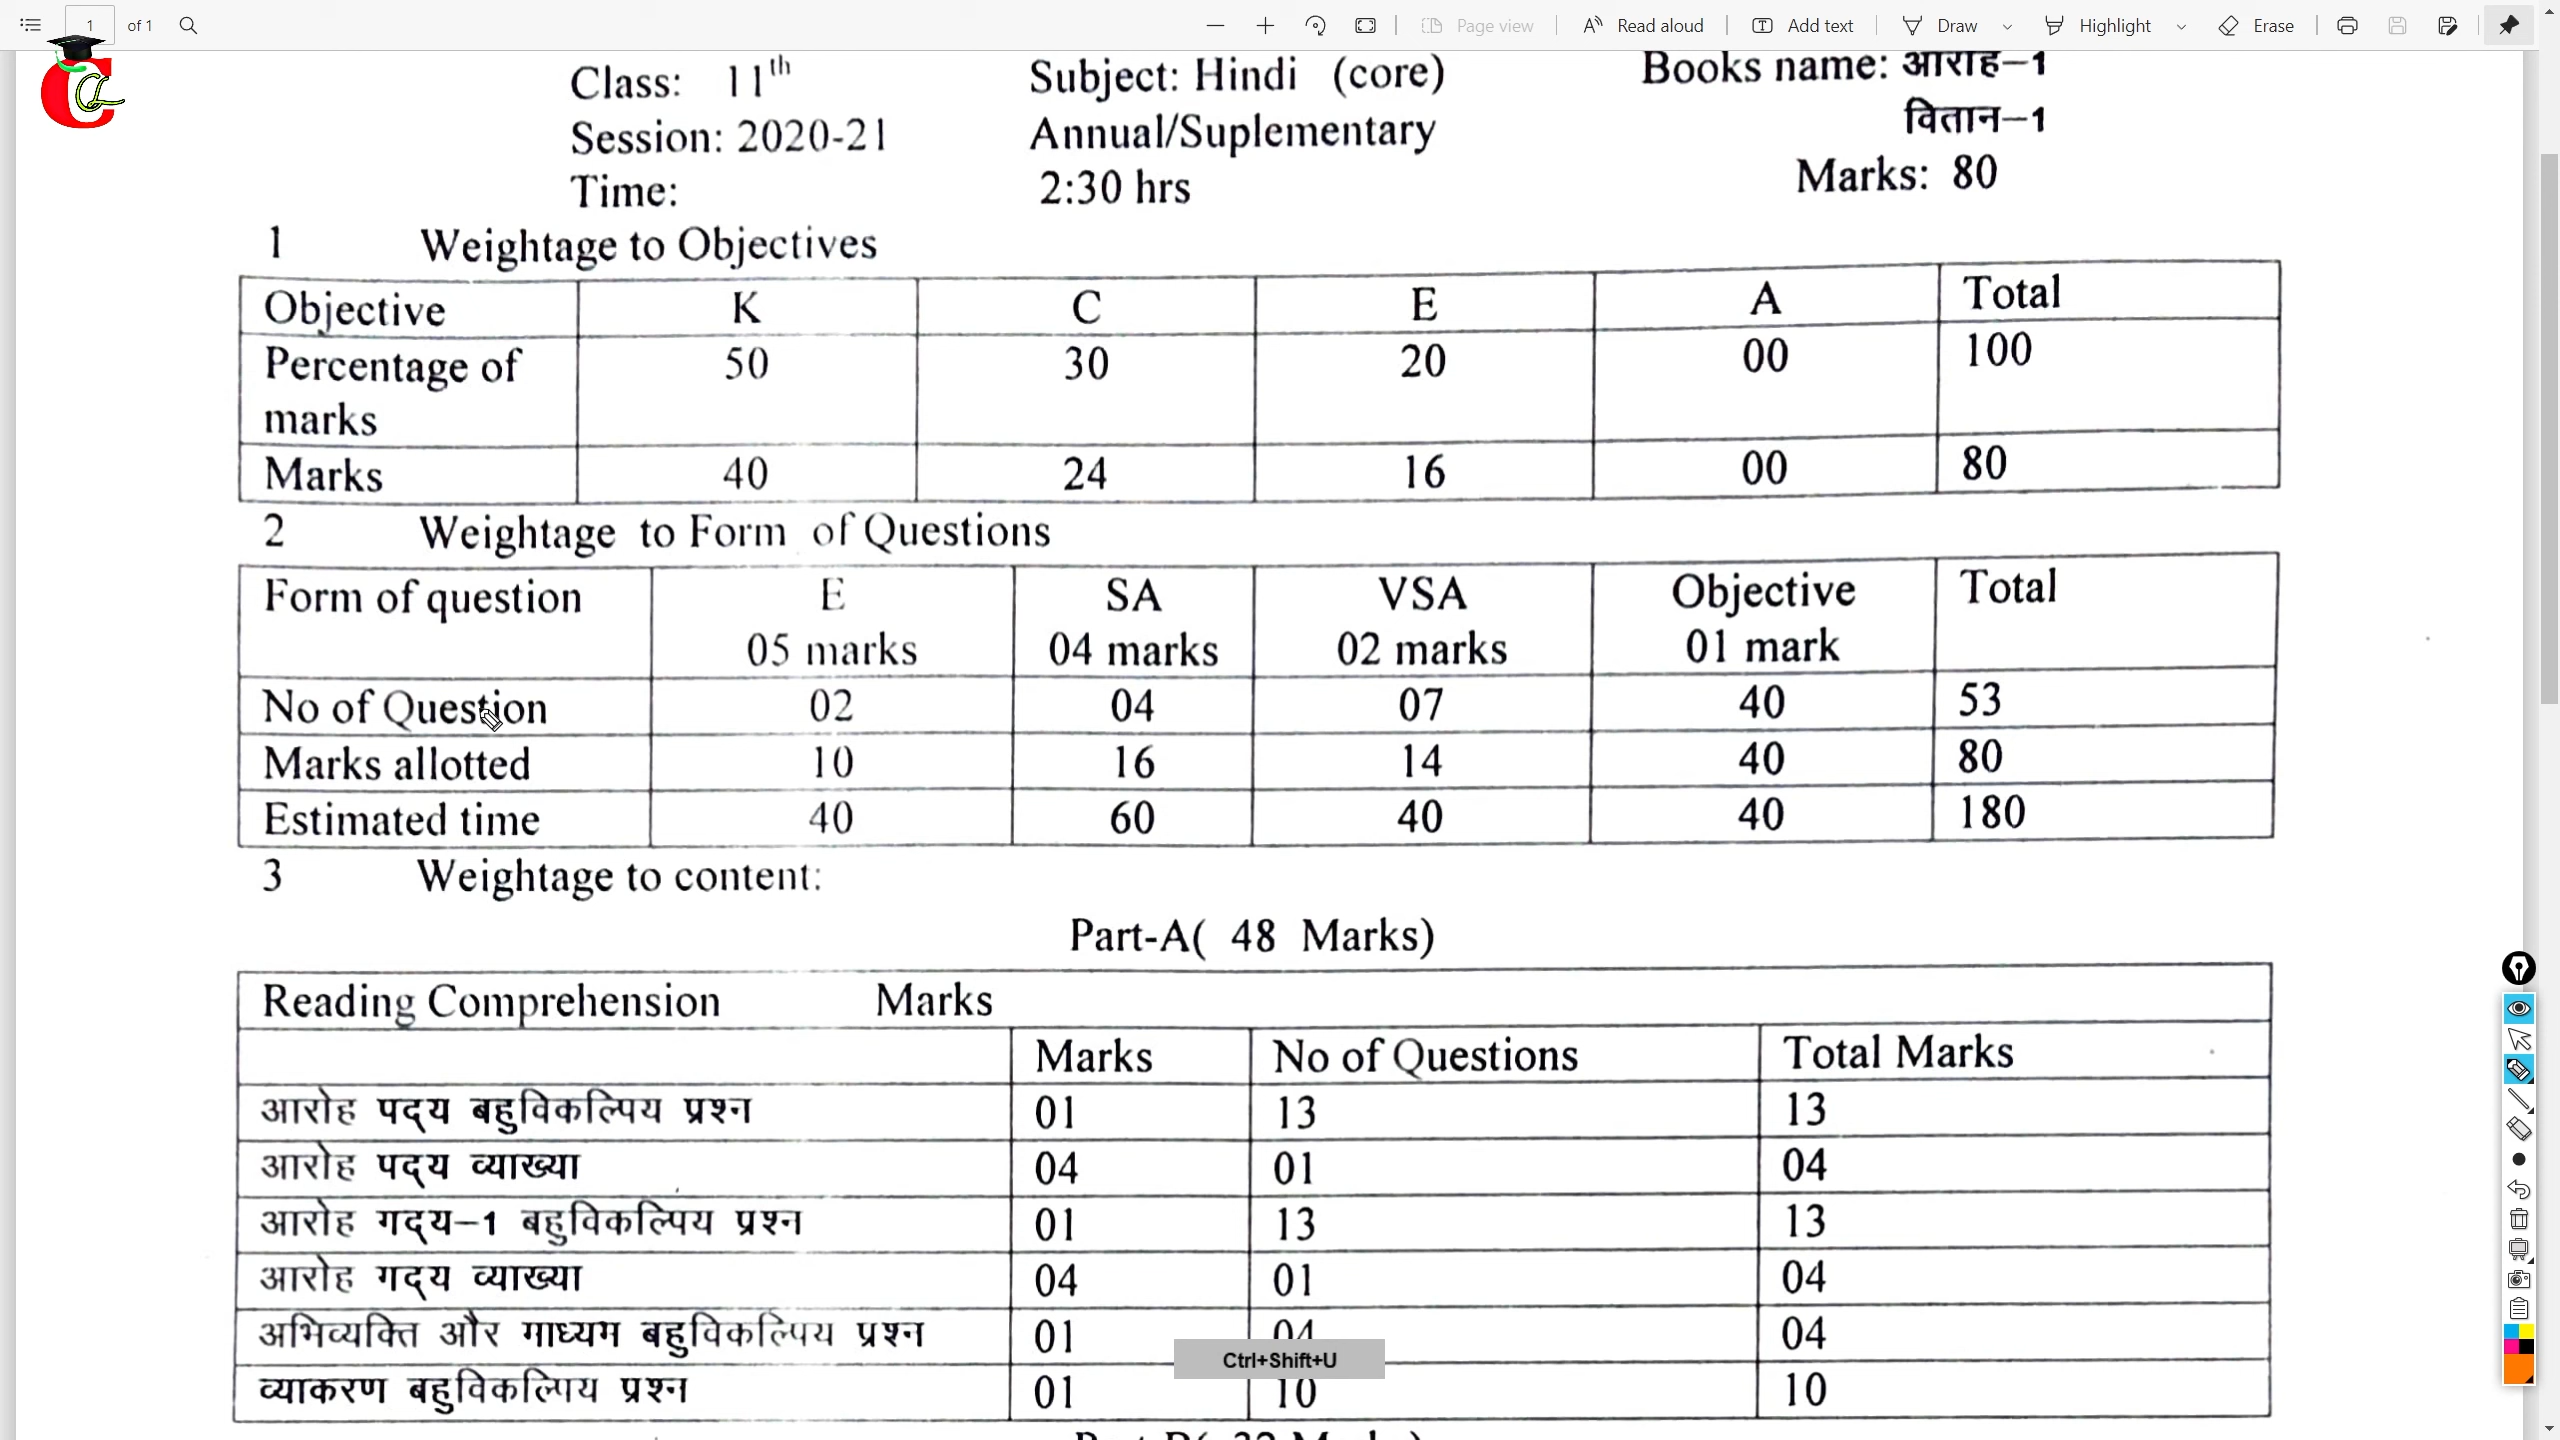 1 of 1 Page view Read aloud Add text Draw Highlight Erase
Class: 11th Subject: Hindi (core) Books name: आरोह–1
Session: 2020-21 Annual/Suplementary वितान–1
Time: 2:30 hrs Marks: 80
1 Weightage to Objectives
Objective K C E A Total
Percentage of marks 50 30 20 00 100
Marks 40 24 16 00 80
2 Weightage to Form of Questions
Form of question E SA VSA Objective Total
05 marks 04 marks 02 marks 01 mark
No of Question 02 04 07 40 53
Marks allotted 10 16 14 40 80
Estimated time 40 60 40 40 180
3 Weightage to content:
Part-A( 48 Marks)
Reading Comprehension Marks
Marks No of Questions Total Marks
आरोह पद्य बहुविकल्पिय प्रश्न 01 13 13
आरोह पद्य व्याख्या 04 01 04
आरोह गद्य–1 बहुविकल्पिय प्रश्न 01 13 13
आरोह गद्य व्याख्या 04 01 04
अभिव्यक्ति और माध्यम बहुविकल्पिय प्रश्न 01 04 04
Ctrl+Shift+U
व्याकरण बहुविकल्पिय प्रश्न 01 10 10